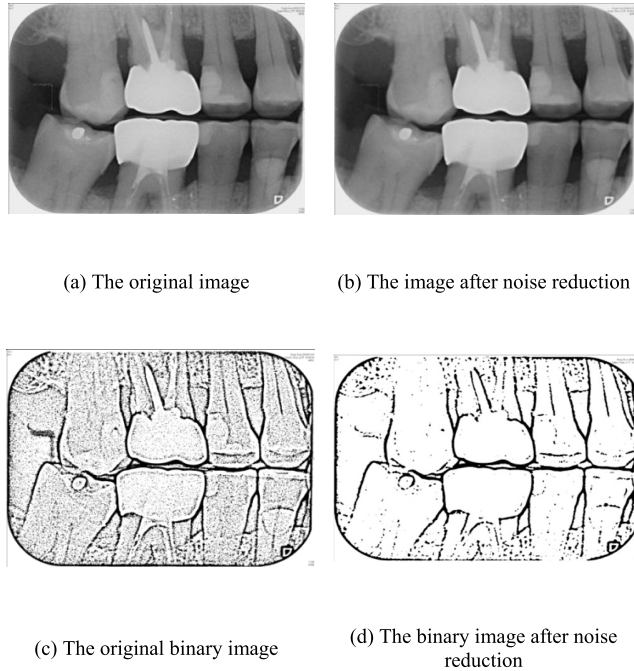 (a) The original image
(b) The image after noise reduction
(c) The original binary image
(d) The binary image after noise
reduction